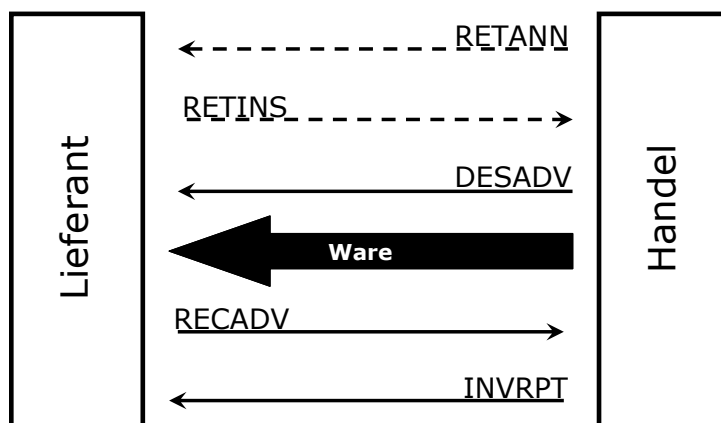 RETANN
RETINS
DESADV
Ware
RECADV
INVRPT
Lieferant
Handel